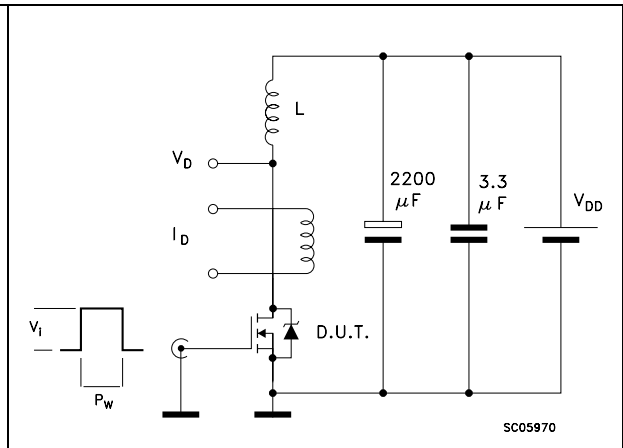 L
V_D
2200
μF
3.3
μF
V_DD
I_D
V_i
D.U.T.
P_W
SC05970